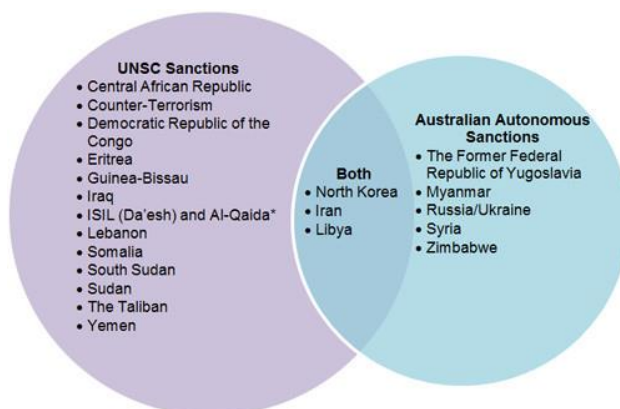 UNSC Sanctions
• Central African Republic
• Counter-Terrorism
• Democratic Republic of the
Congo
• Eritrea
• Guinea-Bissau
• Iraq
• ISIL (Da'esh) and Al-Qaida*
• Lebanon
• Somalia
• South Sudan
• Sudan
• The Taliban
• Yemen
Both
• North Korea
• Iran
• Libya
Australian Autonomous
Sanctions
• The Former Federal
Republic of Yugoslavia
• Myanmar
• Russia/Ukraine
• Syria
• Zimbabwe